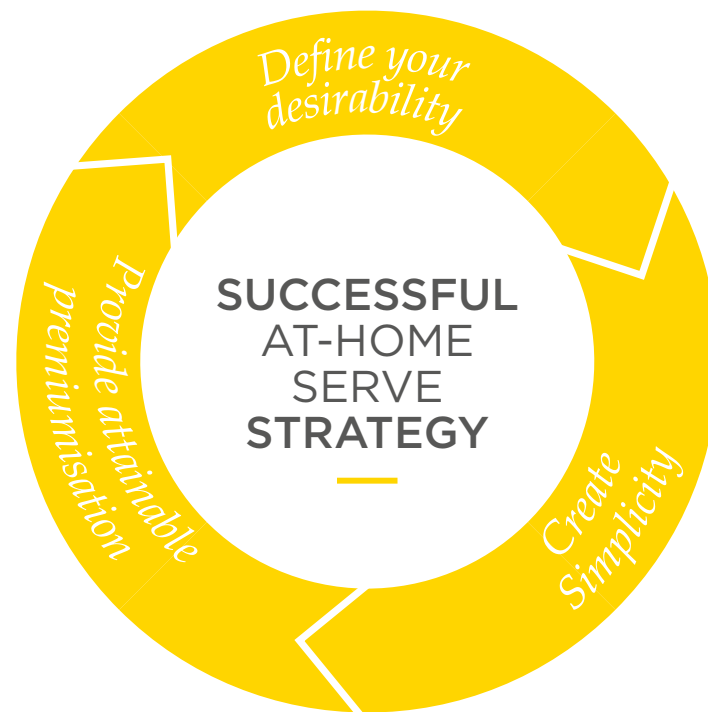 Define your
desirability
SUCCESSFUL
AT-HOME
SERVE
STRATEGY
Create
Simplicity
Provide attainable
premiumisation